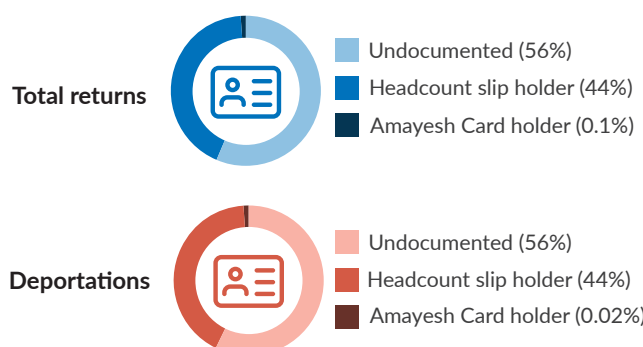 Total returns
Undocumented (56%)
Headcount slip holder (44%)
Amayesh Card holder (0.1%)
Deportations
Undocumented (56%)
Headcount slip holder (44%)
Amayesh Card holder (0.02%)